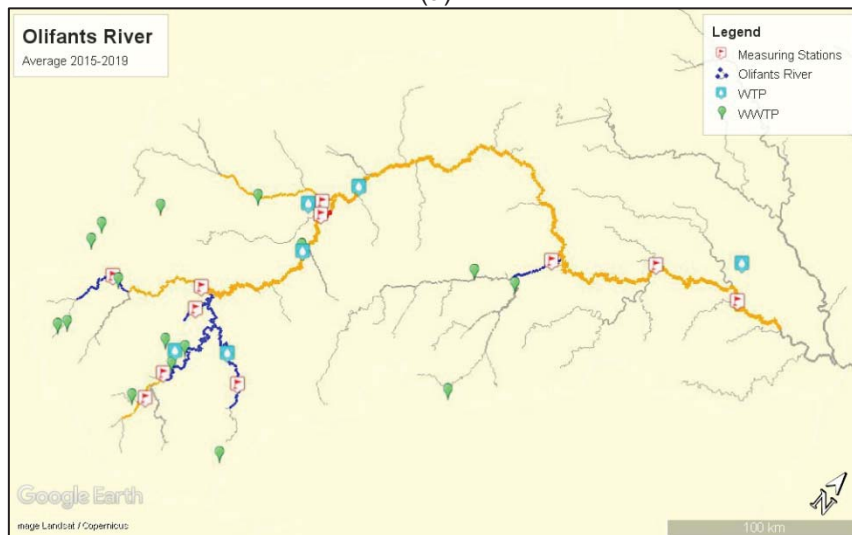 Olifants River
Average 2015-2019
Legend
Measuring Stations
Olifants River
WTP
WWTP
Google Earth
mage Landsat / Copernicus
N
100 km